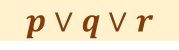 p ∨ q ∨ r